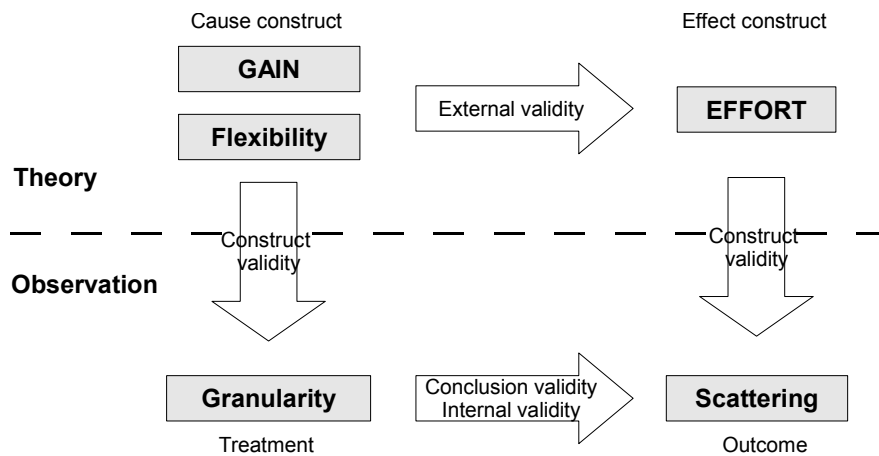 Cause construct
Effect construct
GAIN
External validity
EFFORT
Flexibility
Theory
Construct
validity
Construct
validity
Observation
Granularity
Conclusion validity
Internal validity
Scattering
Treatment
Outcome